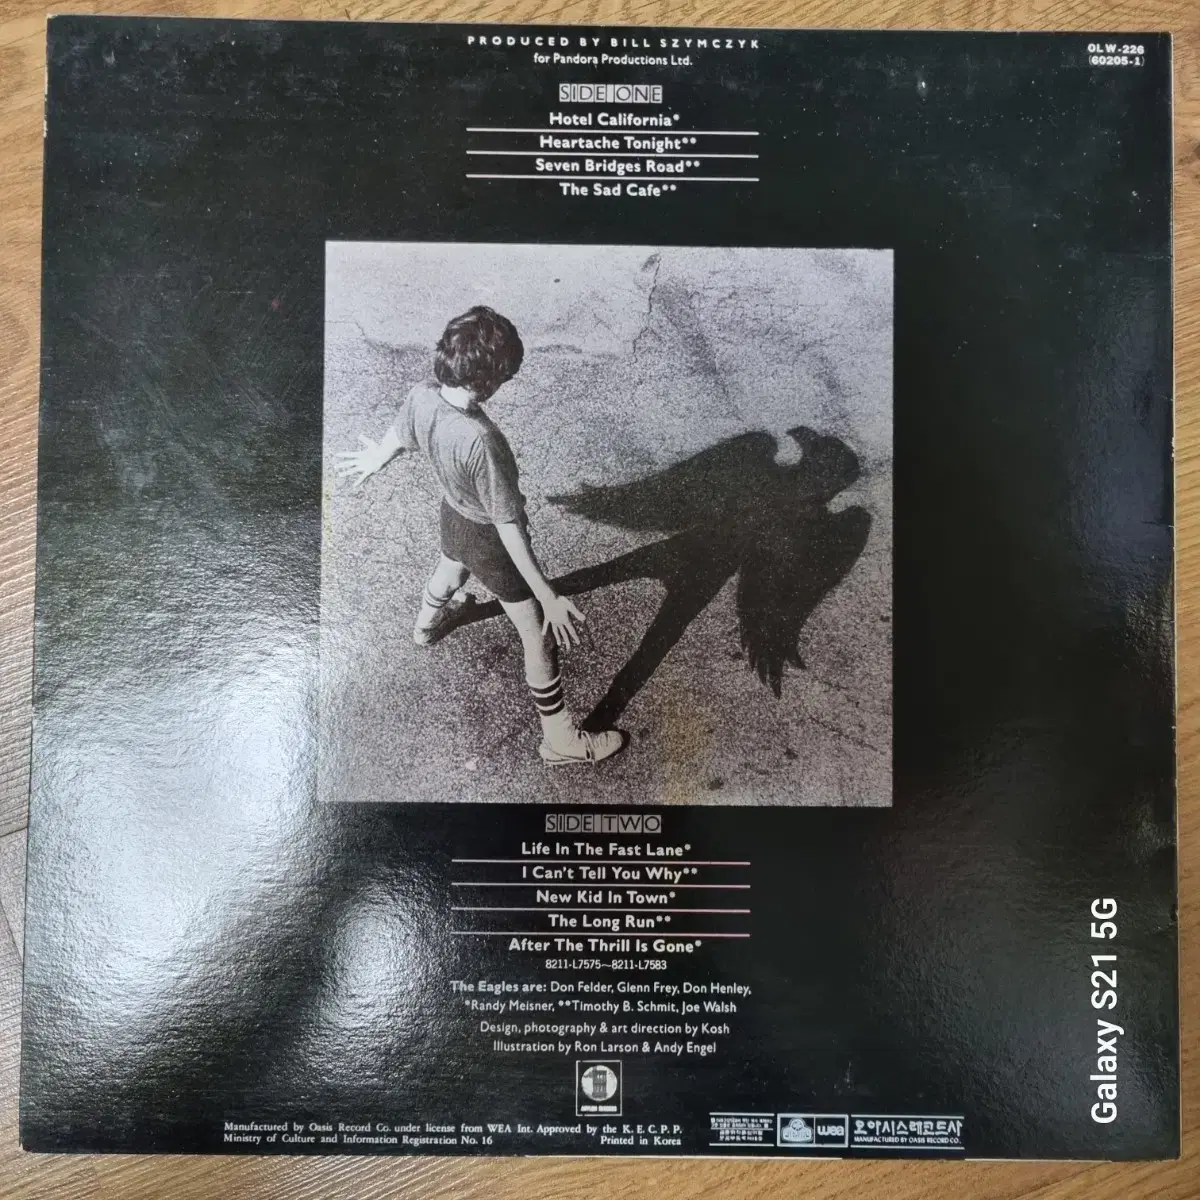 PRODUCED BY BILL SZYMCZYK
for Pandora Productions Ltd.
OLW-226
(60205-1)
SIDE ONE
Hotel California*
Heartache Tonight**
Seven Bridges Road**
The Sad Cafe**
SIDE TWO
Life In The Fast Lane*
I Can't Tell You Why**
New Kid In Town*
The Long Run**
After The Thrill Is Gone*
8211-L7575~8211-L7583
The Eagles are: Don Felder, Glenn Frey, Don Henley,
*Randy Meisner, **Timothy B. Schmit, Joe Walsh
Design, photography & art direction by Kosh
Illustration by Ron Larson & Andy Engel
Manufactured by Oasis Record Co. under license from WEA Int. Approved by the K. E. C. P. P.
Ministry of Culture and Information Registration No. 16 Printed in Korea
wea
오아시스레코드사
MANUFACTURED BY OASIS RECORD CO.
Galaxy S21 5G